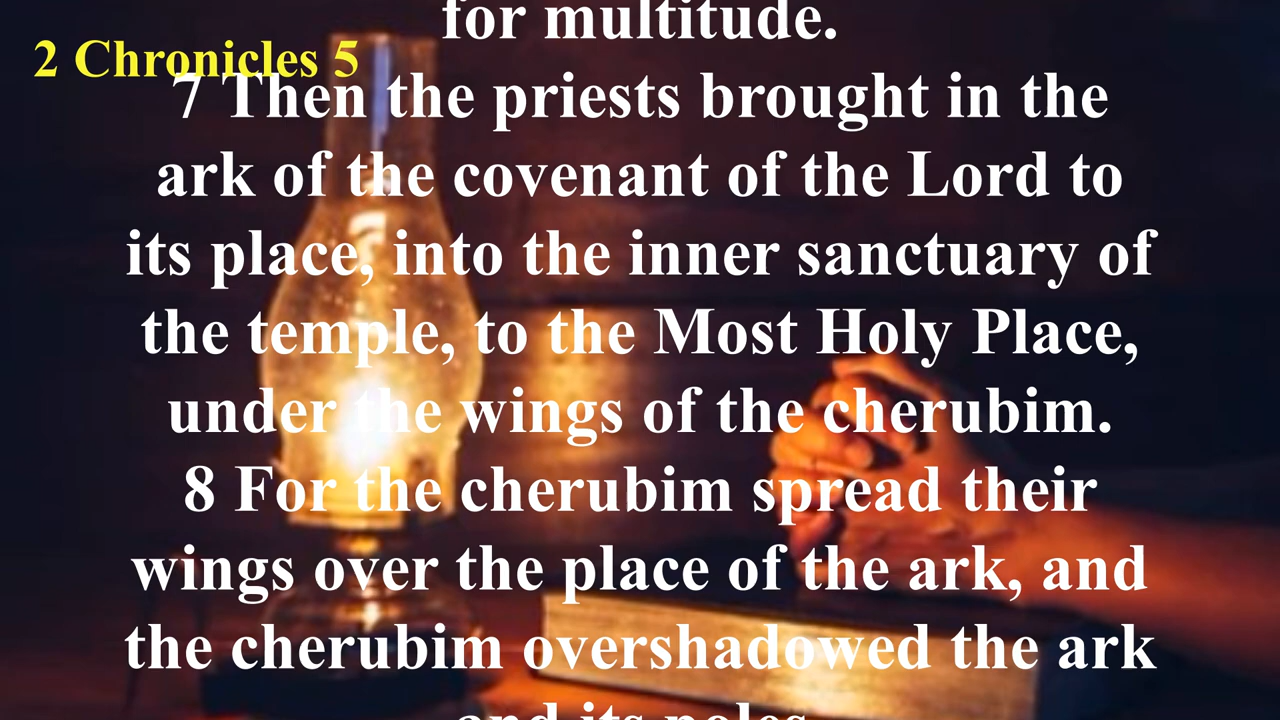 for multitude.
2 Chronicles 5
7 Then the priests brought in the
ark of the covenant of the Lord to
its place, into the inner sanctuary of
the temple, to the Most Holy Place,
under the wings of the cherubim.
8 For the cherubim spread their
wings over the place of the ark, and
the cherubim overshadowed the ark
and its poles.